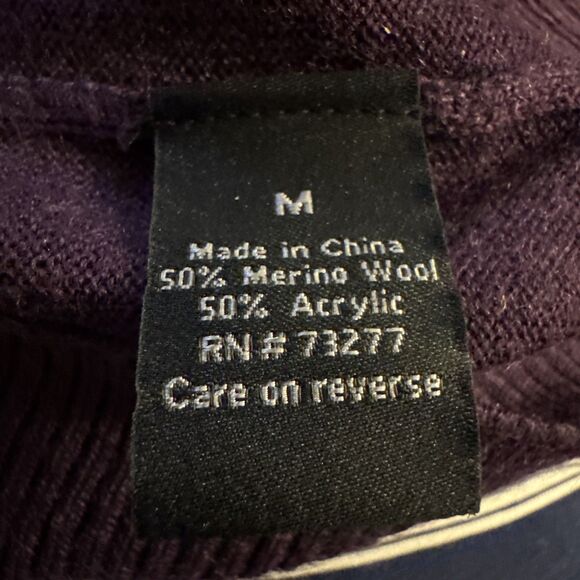 M
Made in China
50% Merino Wool
50% Acrylic
RN# 73277
Care on reverse